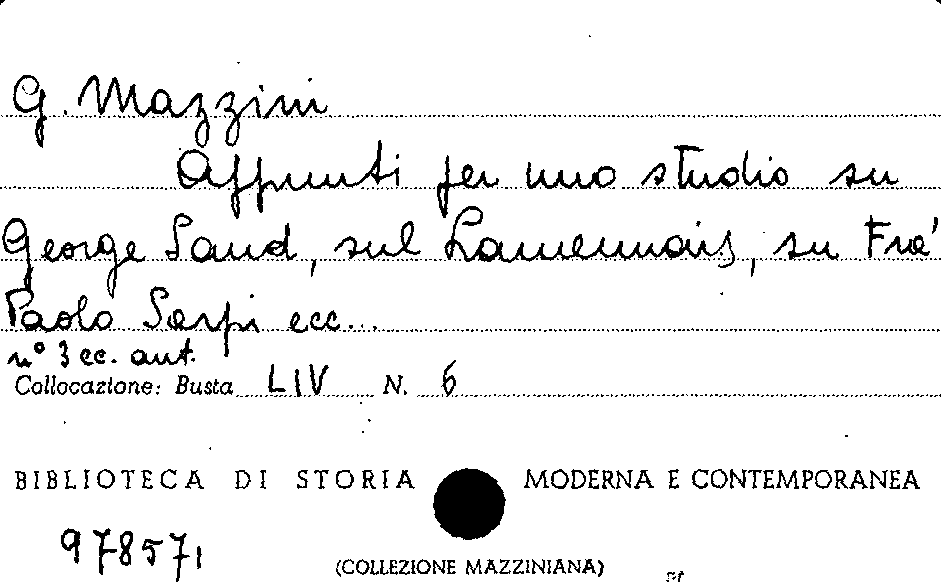 G. Mazzini
Appunti per uno studio su
George Sand, sul Lamennais, su Fra'
Paolo Sarpi ecc...
n° 3 cc. aut.
Collocazione: Busta LIV N. 6
BIBLIOTECA DI STORIA MODERNA E CONTEMPORANEA
978571
(COLLEZIONE MAZZINIANA)